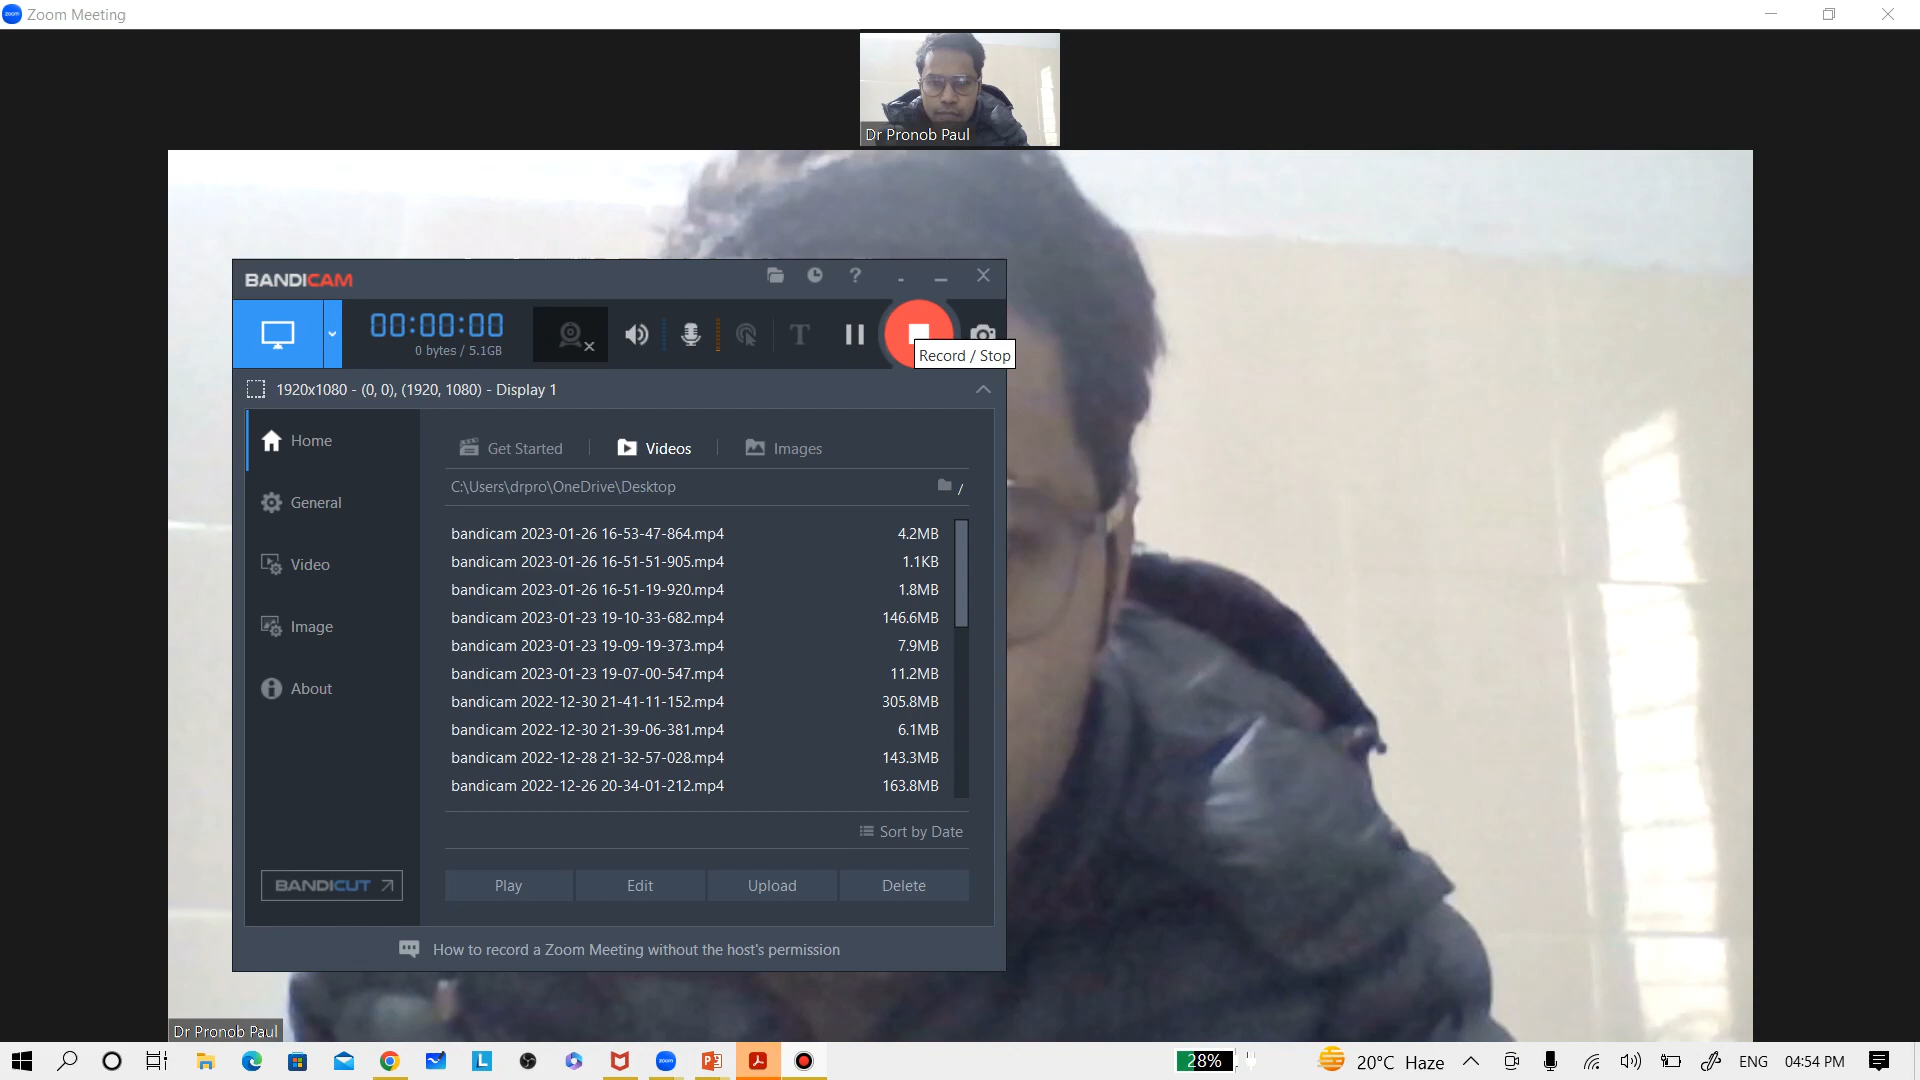 Zoom Meeting
Dr Pronob Paul
BANDICAM
00:00:00
0 bytes / 5.1GB
Record / Stop
1920x1080 - (0, 0), (1920, 1080) - Display 1
Home
General
Video
Image
About
Get Started
Videos
Images
C:\Users\drpro\OneDrive\Desktop
bandicam 2023-01-26 16-53-47-864.mp4 4.2MB
bandicam 2023-01-26 16-51-51-905.mp4 1.1KB
bandicam 2023-01-26 16-51-19-920.mp4 1.8MB
bandicam 2023-01-23 19-10-33-682.mp4 146.6MB
bandicam 2023-01-23 19-09-19-373.mp4 7.9MB
bandicam 2023-01-23 19-07-00-547.mp4 11.2MB
bandicam 2022-12-30 21-41-11-152.mp4 305.8MB
bandicam 2022-12-30 21-39-06-381.mp4 6.1MB
bandicam 2022-12-28 21-32-57-028.mp4 143.3MB
bandicam 2022-12-26 20-34-01-212.mp4 163.8MB
Sort by Date
BANDICUT
Play Edit Upload Delete
How to record a Zoom Meeting without the host's permission
Dr Pronob Paul
28% 20°C Haze ENG 04:54 PM